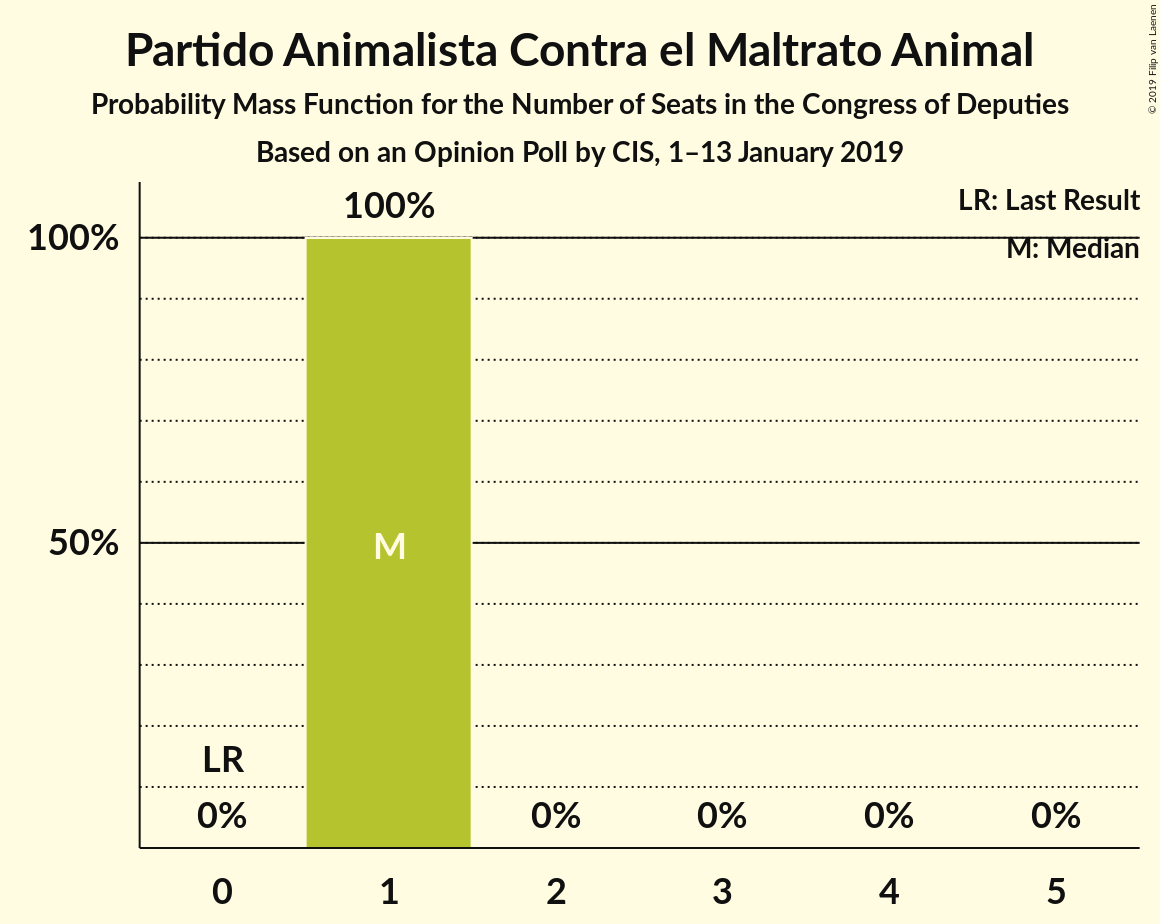 Partido Animalista Contra el Maltrato Animal
Probability Mass Function for the Number of Seats in the Congress of Deputies
Based on an Opinion Poll by CIS, 1–13 January 2019
© 2019 Filip van Laenen
LR: Last Result
M: Median
100%
100%
50%
M
LR
0%
0%
0%
0%
0%
0
1
2
3
4
5